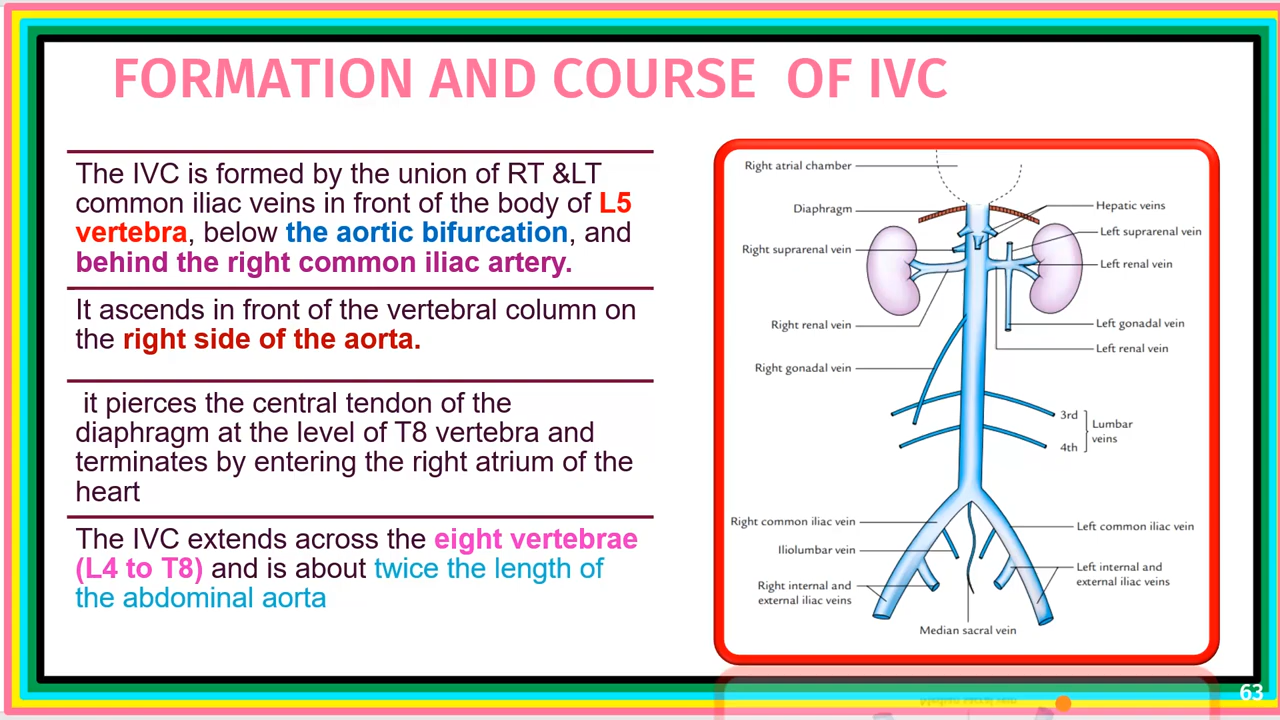 FORMATION AND COURSE OF IVC
The IVC is formed by the union of RT &LT
common iliac veins in front of the body of L5
vertebra, below the aortic bifurcation, and
behind the right common iliac artery.
It ascends in front of the vertebral column on
the right side of the aorta.
it pierces the central tendon of the
diaphragm at the level of T8 vertebra and
terminates by entering the right atrium of the
heart
The IVC extends across the eight vertebrae
(L4 to T8) and is about twice the length of
the abdominal aorta
Right atrial chamber
Diaphragm
Right suprarenal vein
Right renal vein
Right gonadal vein
Right common iliac vein
Iliolumbar vein
Right internal and
external iliac veins
Median sacral vein
Hepatic veins
Left suprarenal vein
Left renal vein
Left gonadal vein
Left renal vein
3rd
4th
Lumbar
veins
Left common iliac vein
Left internal and
external iliac veins
63